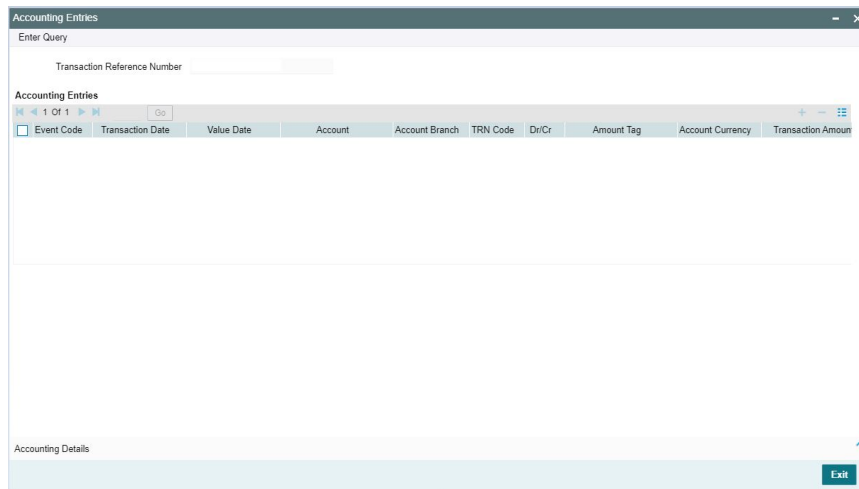 Accounting Entries
Enter Query
Transaction Reference Number
Accounting Entries
1 Of 1 Go
Event Code Transaction Date Value Date Account Account Branch TRN Code Dr/Cr Amount Tag Account Currency Transaction Amoun
Accounting Details
Exit